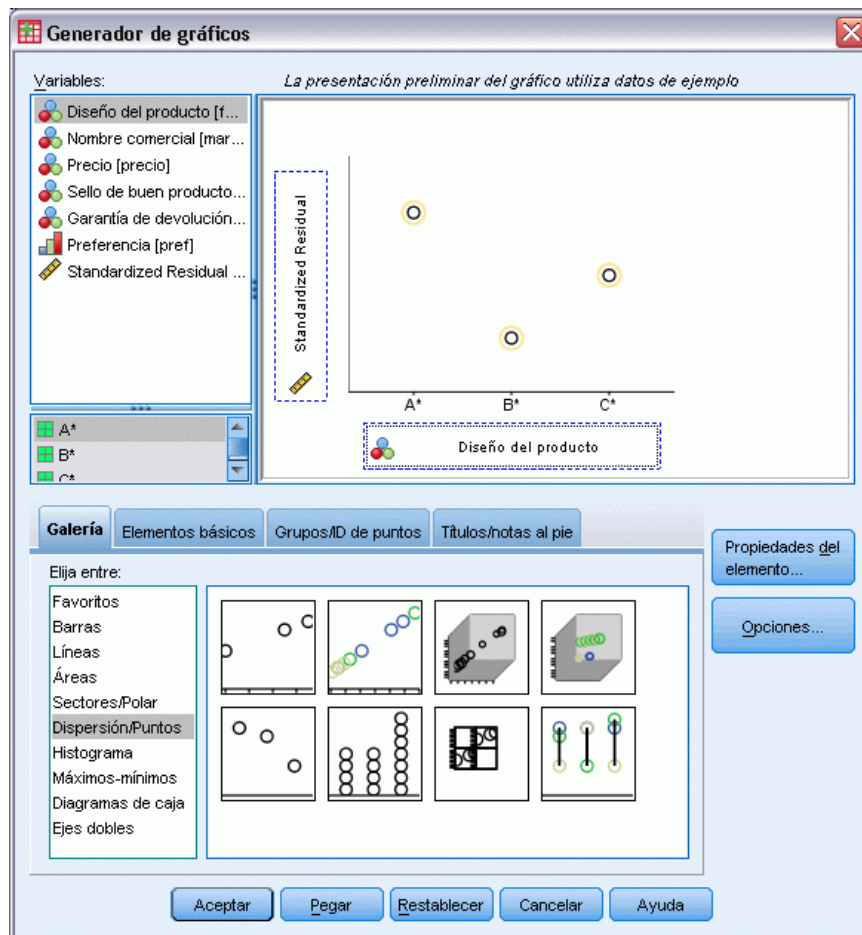 Generador de gráficos
Variables:
La presentación preliminar del gráfico utiliza datos de ejemplo
Diseño del producto [f...
Nombre comercial [mar...
Precio [precio]
Sello de buen producto...
Garantía de devolución...
Preferencia [pref]
Standardized Residual ...
A*
B*
C*
Standardized Residual
A* B* C*
Diseño del producto
Galería Elementos básicos Grupos/ID de puntos Títulos/notas al pie
Elija entre:
Favoritos
Barras
Líneas
Áreas
Sectores/Polar
Dispersión/Puntos
Histograma
Máximos-mínimos
Diagramas de caja
Ejes dobles
Propiedades del
elemento...
Opciones...
Aceptar Pegar Restablecer Cancelar Ayuda